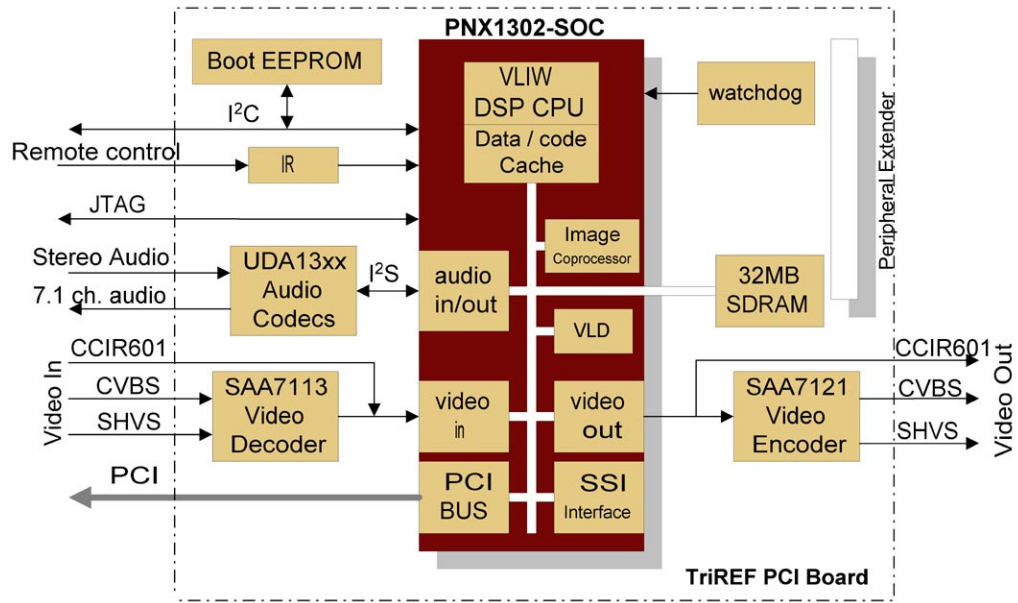 PNX1302-SOC
Boot EEPROM
I²C
Remote control
IR
JTAG
Stereo Audio
7.1 ch. audio
UDA13xx
Audio
Codecs
I²S
Video In
CCIR601
CVBS
SHVS
SAA7113
Video
Decoder
PCI
VLIW
DSP CPU
Data / code
Cache
Image
Coprocessor
audio
in/out
VLD
video
in
video
out
PCI
BUS
SSI
Interface
watchdog
Peripheral Extender
32MB
SDRAM
SAA7121
Video
Encoder
CCIR601
CVBS
SHVS
Video Out
TriREF PCI Board